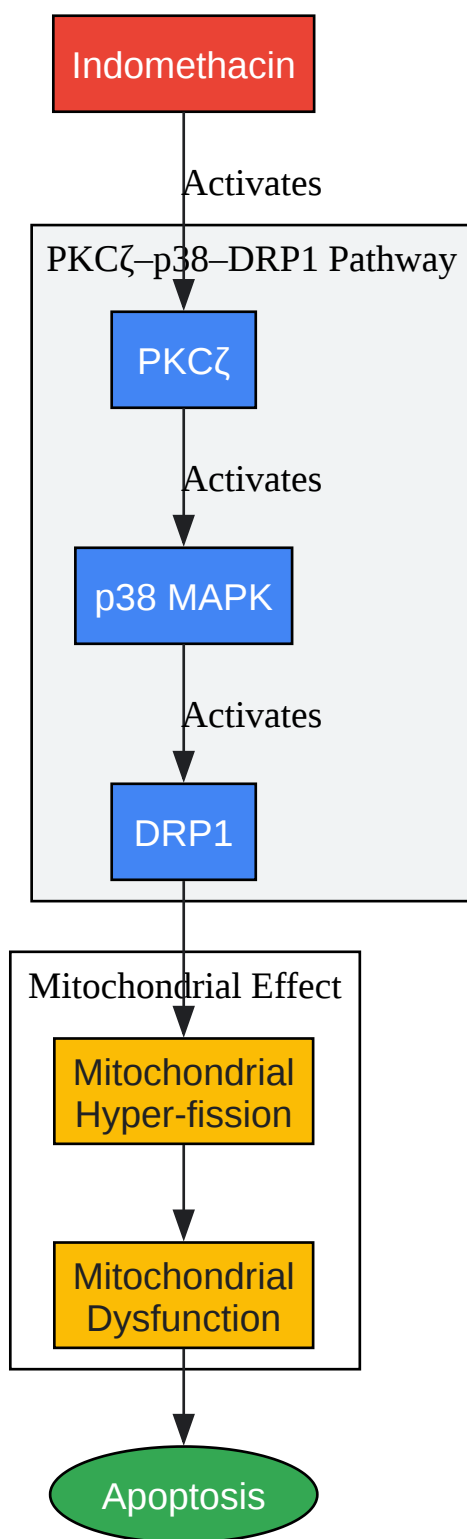 Indomethacin
Activates
PKCζ–p38–DRP1 Pathway
PKCζ
Activates
p38 MAPK
Activates
DRP1
Mitochondrial Effect
Mitochondrial
Hyper-fission
Mitochondrial
Dysfunction
Apoptosis